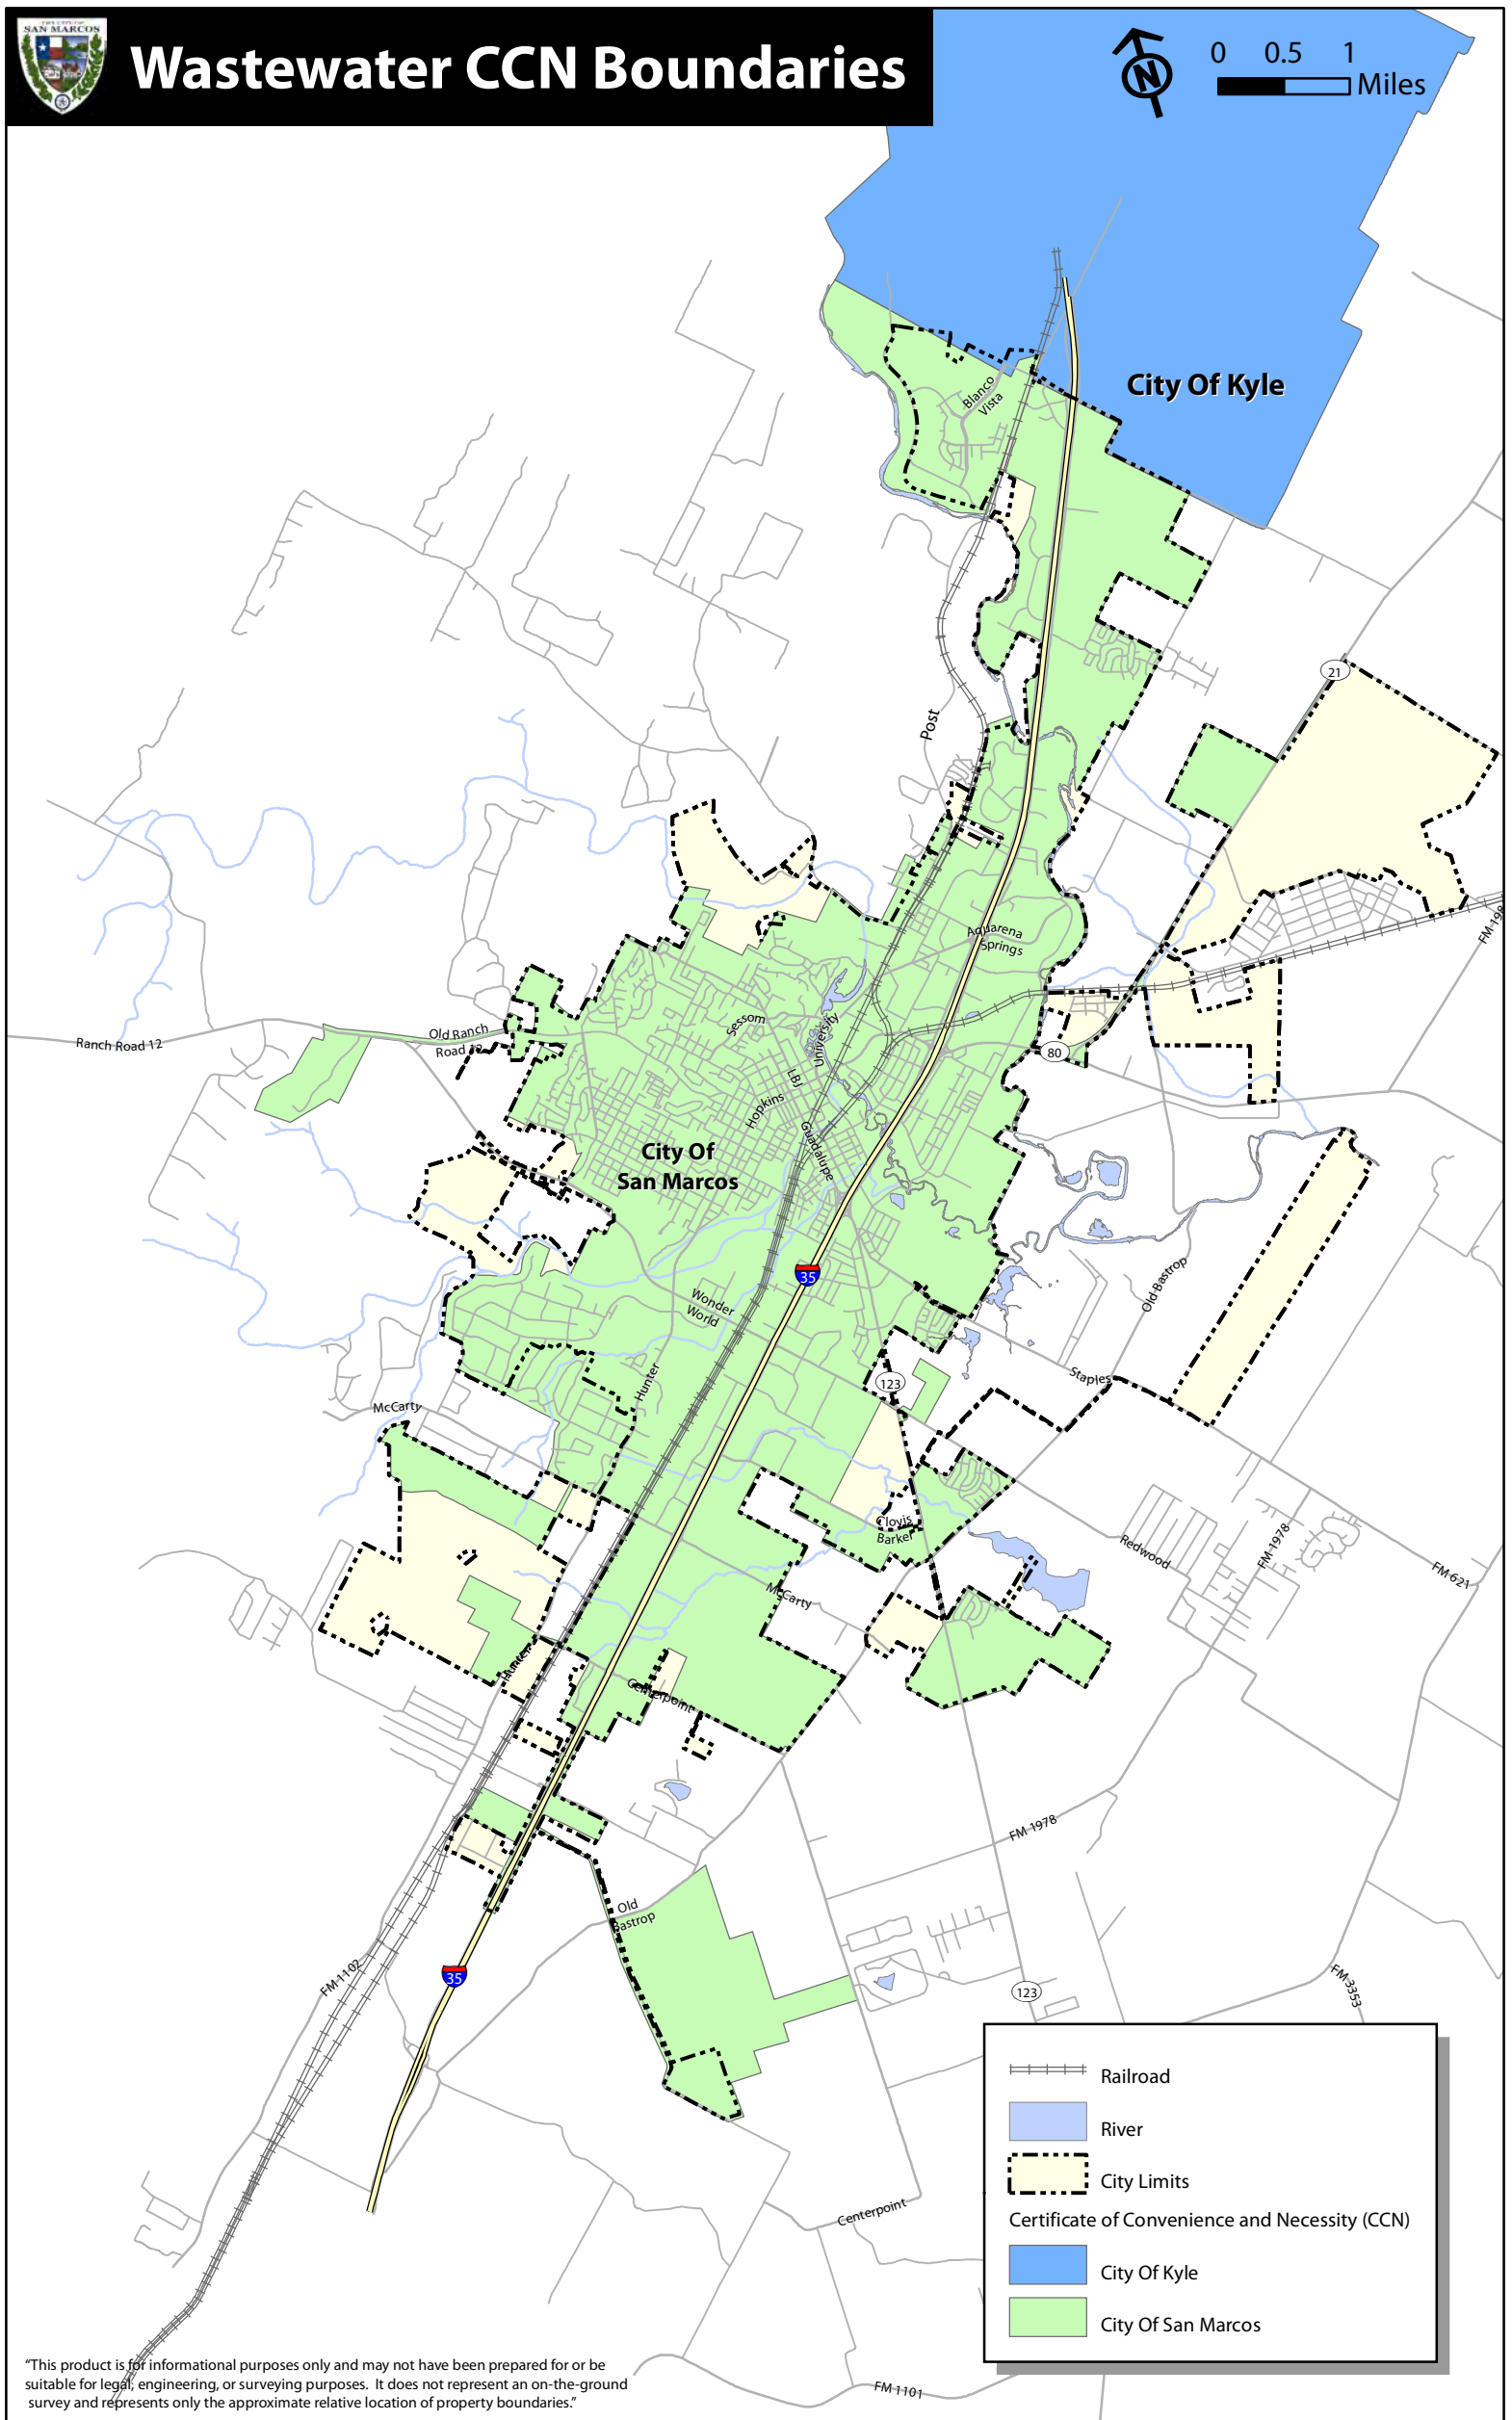 THE CITY OF
SAN MARCOS
Wastewater CCN Boundaries
N
0 0.5 1
Miles
City Of Kyle
Blanco
Vista
21
Post
FM 198
Aquarena
Springs
Sessom
University
Old Ranch
Road 12
Ranch Road 12
80
LBJ
Hopkins
Guadalupe
City Of
San Marcos
35
Old Bastrop
Wonder
World
Hunter
123
Staples
McCarty
Clovis
Barker
Redwood
FM 1978
FM 621
McCarty
Hunter
Centerpoint
FM 1978
Old
Bastrop
FM 1102
35
123
FM 3353
Centerpoint
FM 1101
Railroad
River
City Limits
Certificate of Convenience and Necessity (CCN)
City Of Kyle
City Of San Marcos
“This product is for informational purposes only and may not have been prepared for or be
suitable for legal, engineering, or surveying purposes. It does not represent an on-the-ground
survey and represents only the approximate relative location of property boundaries.”